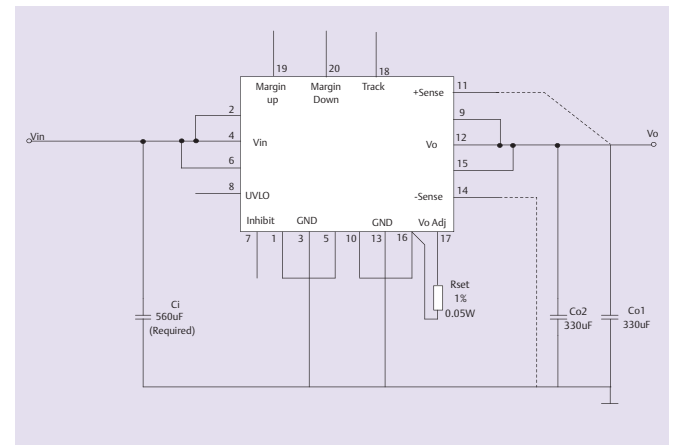 19 20 18
Margin up Margin Down Track
+Sense 11
2 9
Vin 4 Vin Vo 12 Vo
6 15
8 UVLO -Sense 14
Inhibit GND GND Vo Adj
7 1 3 5 10 13 16 17
Rset
1%
0.05W
Ci
560uF
(Required)
Co2
330uF
Co1
330uF